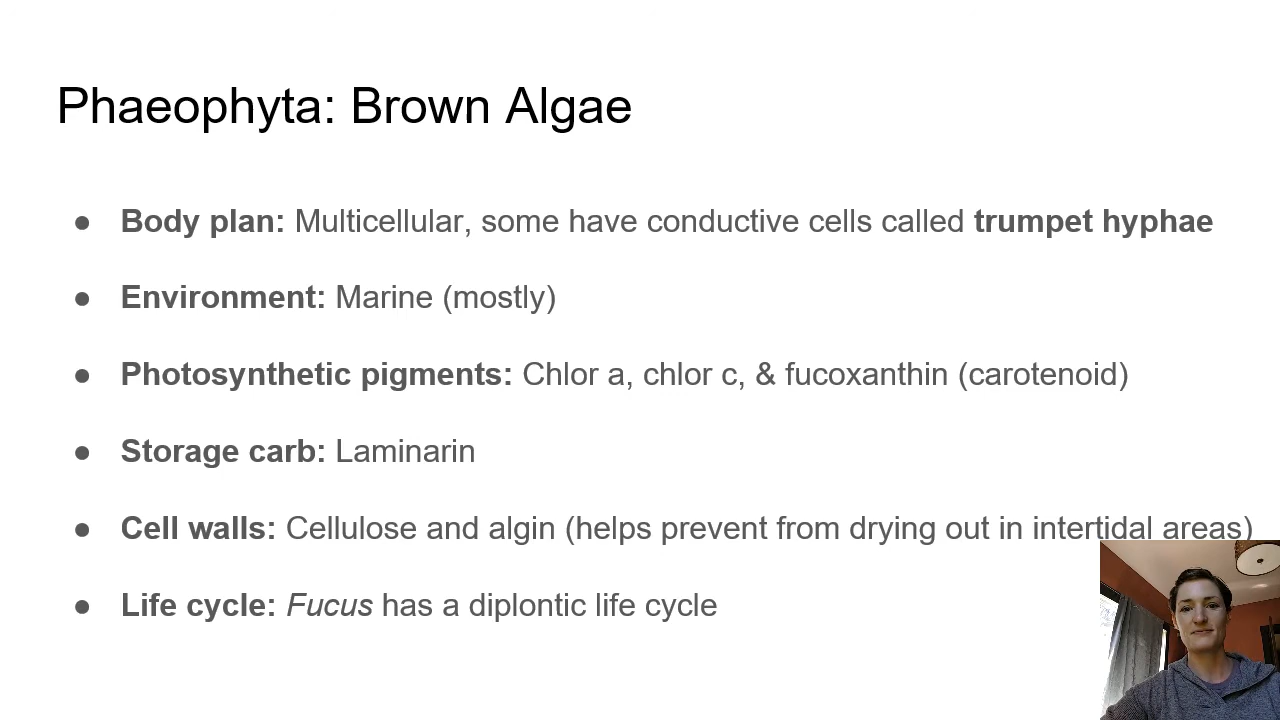 Phaeophyta: Brown Algae
● Body plan: Multicellular, some have conductive cells called trumpet hyphae
● Environment: Marine (mostly)
● Photosynthetic pigments: Chlor a, chlor c, & fucoxanthin (carotenoid)
● Storage carb: Laminarin
● Cell walls: Cellulose and algin (helps prevent from drying out in intertidal areas)
● Life cycle: Fucus has a diplontic life cycle